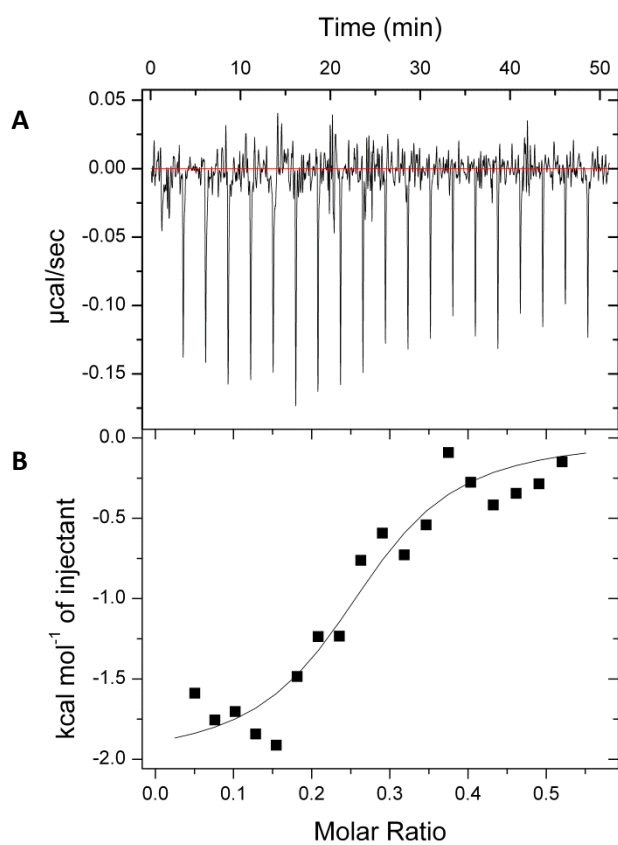 Time (min)
0 10 20 30 40 50
A
0.05
0.00
-0.05
-0.10
-0.15
µcal/sec
B
0.0
-0.5
-1.0
-1.5
-2.0
kcal mol⁻¹ of injectant
0.0 0.1 0.2 0.3 0.4 0.5
Molar Ratio